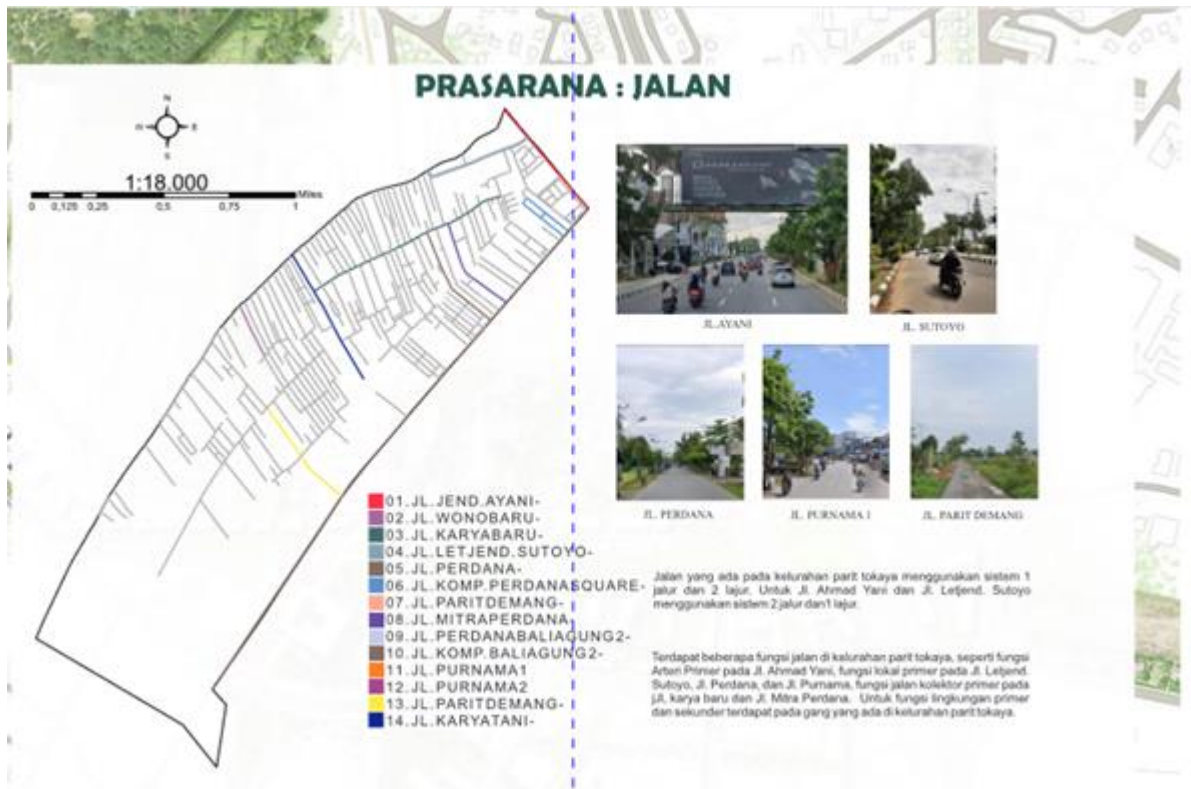 PRASARANA : JALAN
N
W
E
S
1:18.000
Miles
0 0,125 0,25 0,5 0,75 1
01.JL.JEND.AYANI-
02.JL.WONOBARU-
03.JL.KARYABARU-
04.JL.LETJEND.SUTOYO-
05.JL.PERDANA-
06.JL.KOMP.PERDANASQUARE-
07.JL.PARITDEMANG-
08.JL.MITRAPERDANA
09.JL.PERDANABALIAGUNG2-
10.JL.KOMP.BALIAGUNG2-
11.JL.PURNAMA1
12.JL.PURNAMA2
13.JL.PARITDEMANG-
14.JL.KARYATANI-
JL.AYANI
JL. SUTOYO
JL. PERDANA
JL. PURNAMA 1
JL. PARIT DEMANG
Jalan yang ada pada kelurahan parit tokaya menggunakan sistem 1
jalur dan 2 lajur. Untuk Jl. Ahmad Yani dan Jl. Letjend. Sutoyo
menggunakan sistem 2 jalur dan1 lajur.
Terdapat beberapa fungsi jalan di kelurahan parit tokaya, seperti fungsi
Arteri Primer pada Jl. Ahmad Yani, fungsi lokal primer pada Jl. Letjend.
Sutoyo, Jl. Perdana, dan Jl. Purnama, fungsi jalan kolektor primer pada
jJl, karya baru dan Jl. Mitra Perdana. Untuk fungsi lingkungan primer
dan sekunder terdapat pada gang yang ada di kelurahan parit tokaya.